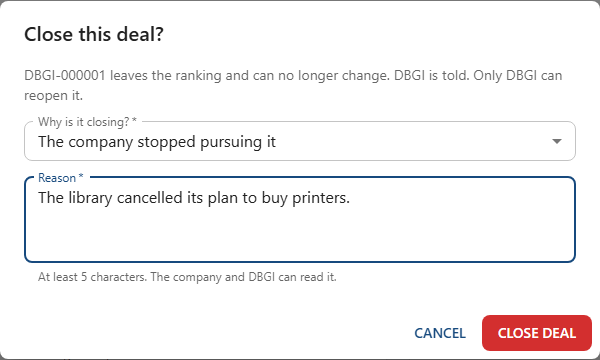 Close this deal?
DBGI-000001 leaves the ranking and can no longer change. DBGI is told. Only DBGI can
reopen it.
Why is it closing? *
The company stopped pursuing it
Reason *
The library cancelled its plan to buy printers.
At least 5 characters. The company and DBGI can read it.
CANCEL
CLOSE DEAL